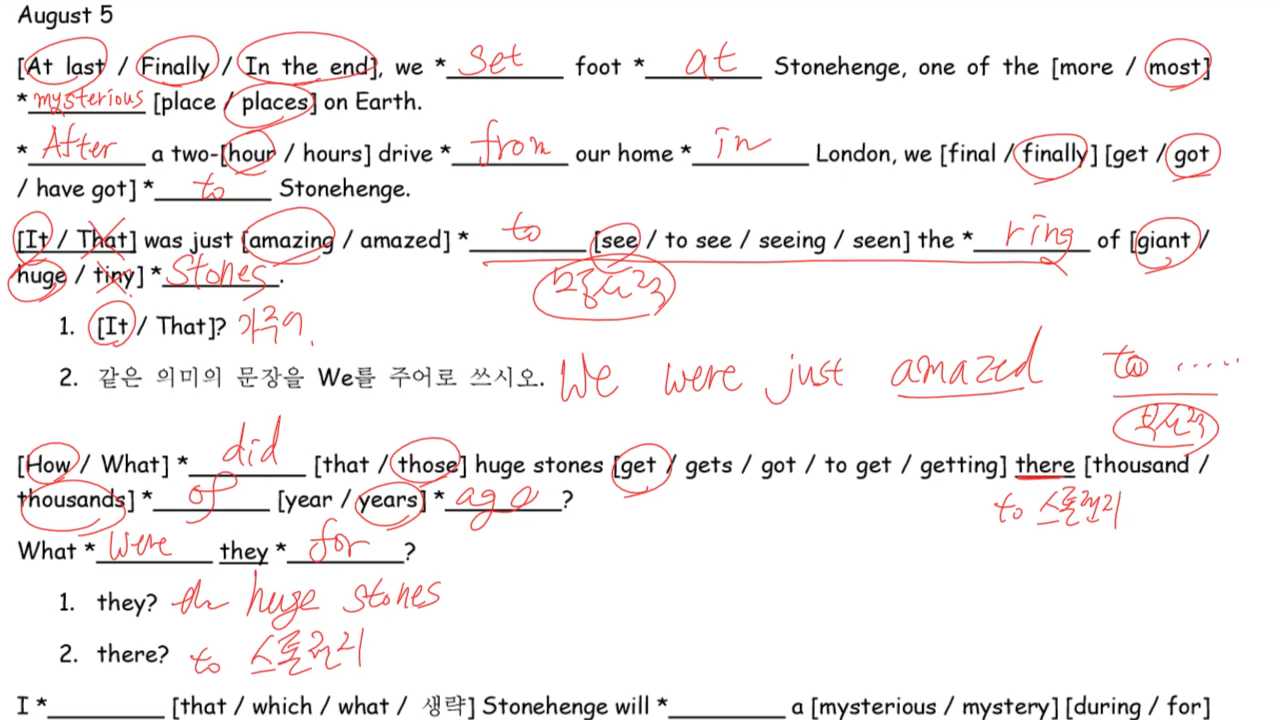 August 5
[At last / Finally / In the end], we * set foot * at Stonehenge, one of the [more / most]
* mysterious [place / places] on Earth.
* After a two-[hour / hours] drive * from our home * in London, we [final / finally] [get / got
/ have got] * to Stonehenge.
[It / That] was just [amazing / amazed] * to [see / to see / seeing / seen] the * ring of [giant /
huge / tiny] * stones.
1. [It / That]? 가주어
2. 같은 의미의 문장을 We를 주어로 쓰시오. We were just amazed to .....
[How / What] * did [that / those] huge stones [get / gets / got / to get / getting] there [thousand /
thousands] * of [year / years] * ago ?
to 스톤헨지
What * were they * for ?
1. they? the huge stones
2. there? to 스톤헨지
I * [that / which / what / 생략] Stonehenge will * a [mysterious / mystery] [during / for]